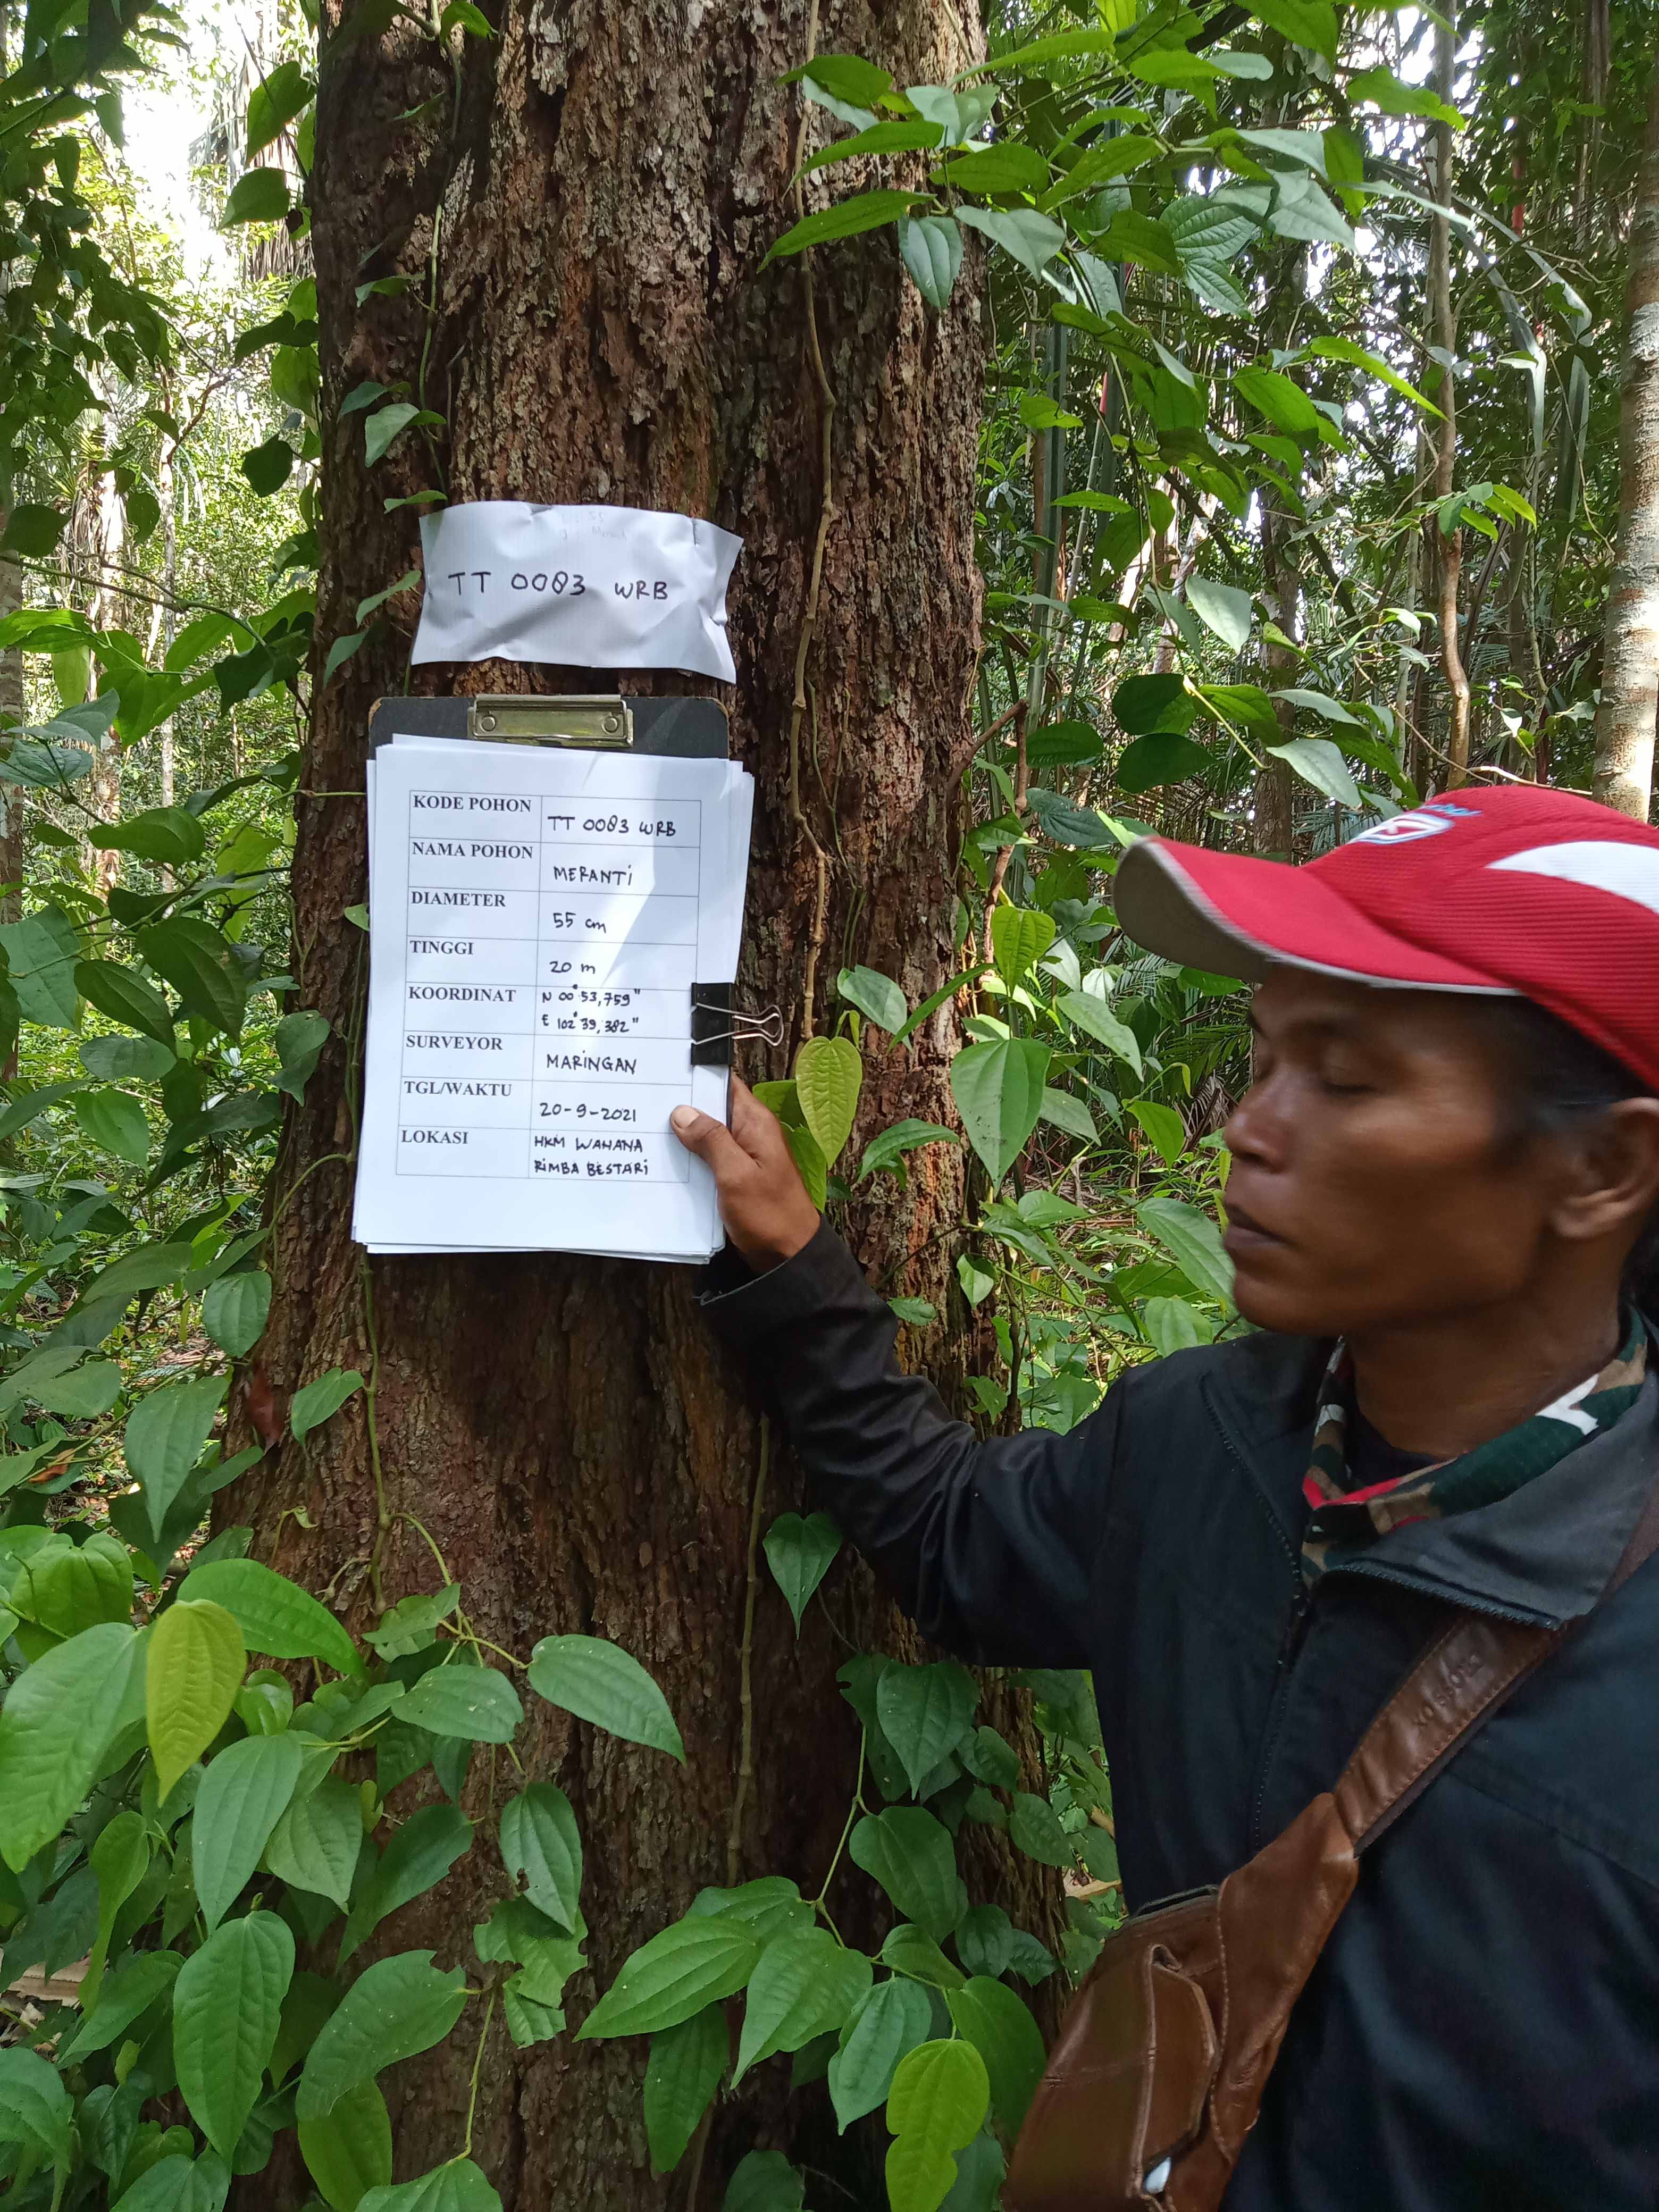 TT 0083 WRB
KODE POHON TT 0083 WRB
NAMA POHON MERANTI
DIAMETER 55 cm
TINGGI 20 m
KOORDINAT N 00° 53,759"
E 102° 39,382"
SURVEYOR MARINGAN
TGL/WAKTU 20-9-2021
LOKASI HKM WAHANA
RIMBA BESTARI